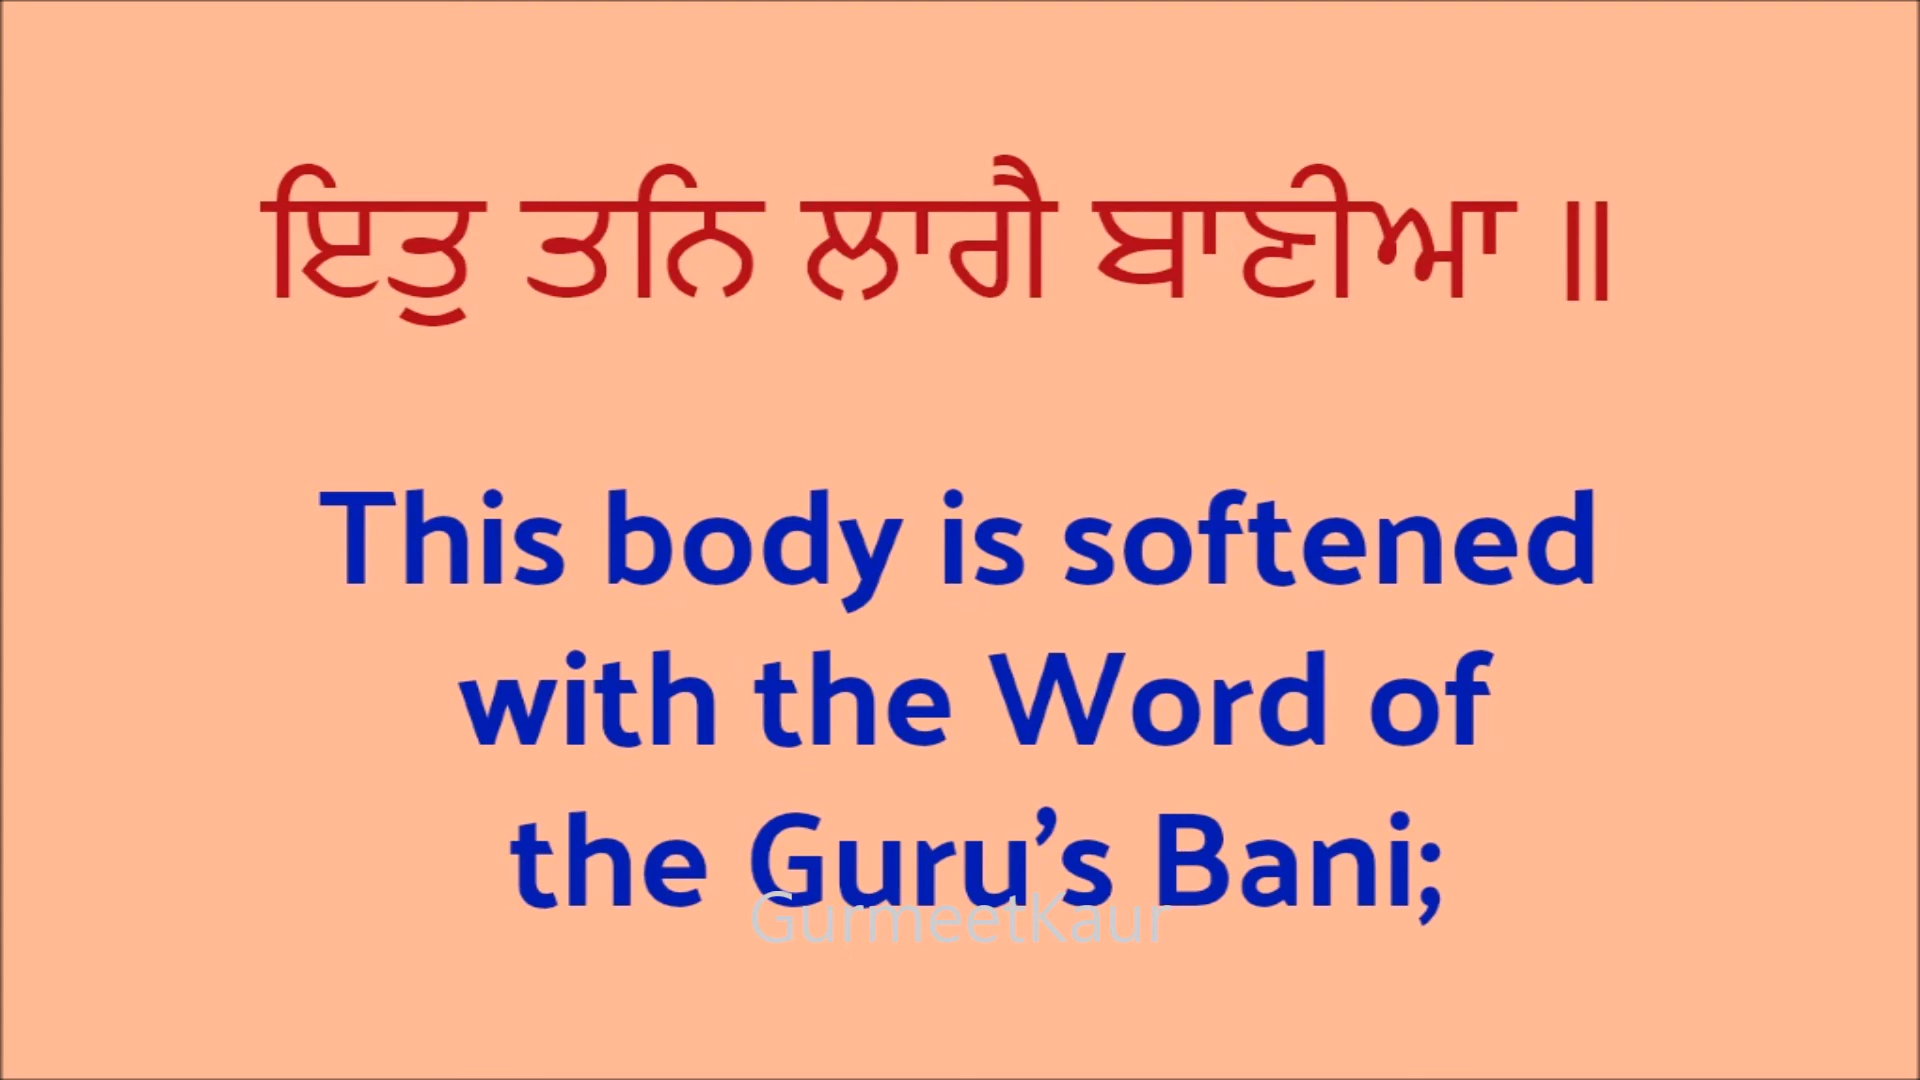 ਇਤੁ ਤਨਿ ਲਾਗੈ ਬਾਣੀਆ ॥
This body is softened
with the Word of
the Guru’s Bani;
GurmeetKaur